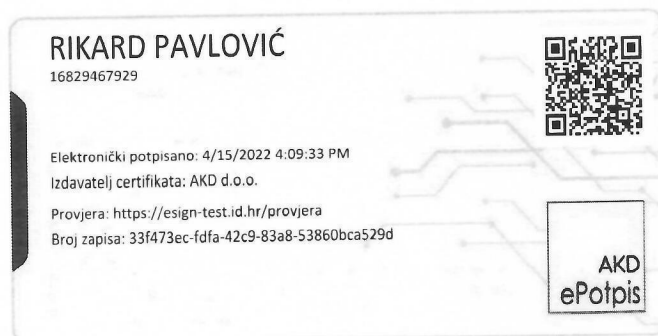 RIKARD PAVLOVIĆ
16829467929
Elektronički potpisano: 4/15/2022 4:09:33 PM
Izdavatelj certifikata: AKD d.o.o.
Provjera: https://esign-test.id.hr/provjera
Broj zapisa: 33f473ec-fdfa-42c9-83a8-53860bca529d
AKD
ePotpis